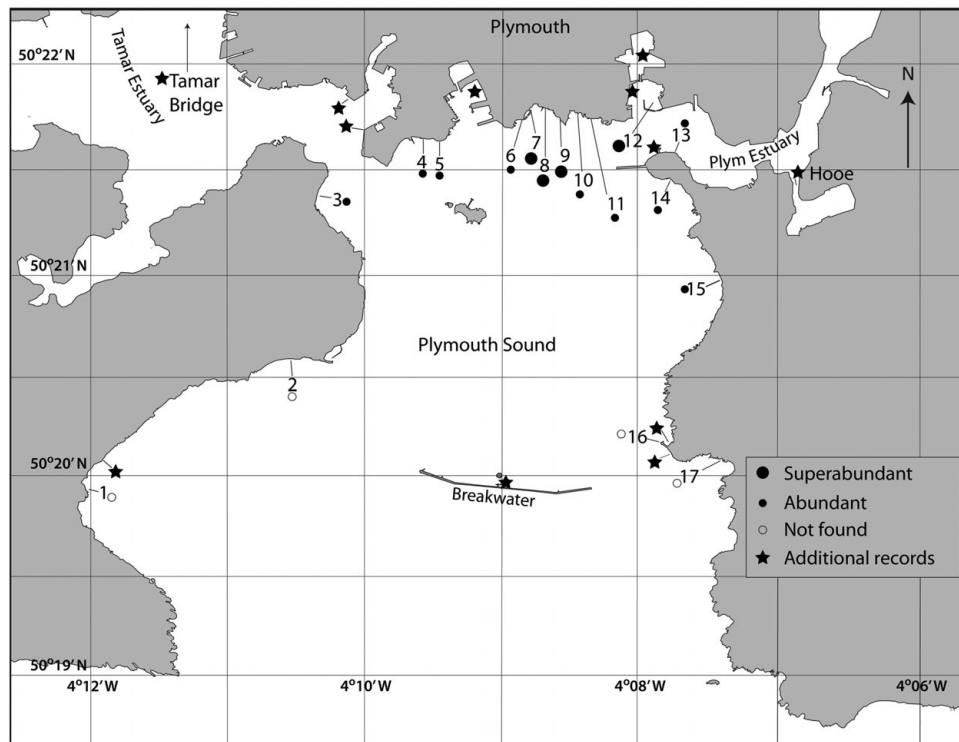 Plymouth
50°22′ N
Tamar Estuary
Tamar
Bridge
N
Plym Estuary
Hooe
1
2
3
4
5
6
7
8
9
10
11
12
13
14
15
16
17
50°21′ N
Plymouth Sound
50°20′ N
Breakwater
Superabundant
Abundant
Not found
Additional records
50°19′ N
4°12′W
4°10′W
4°08′W
4°06′W